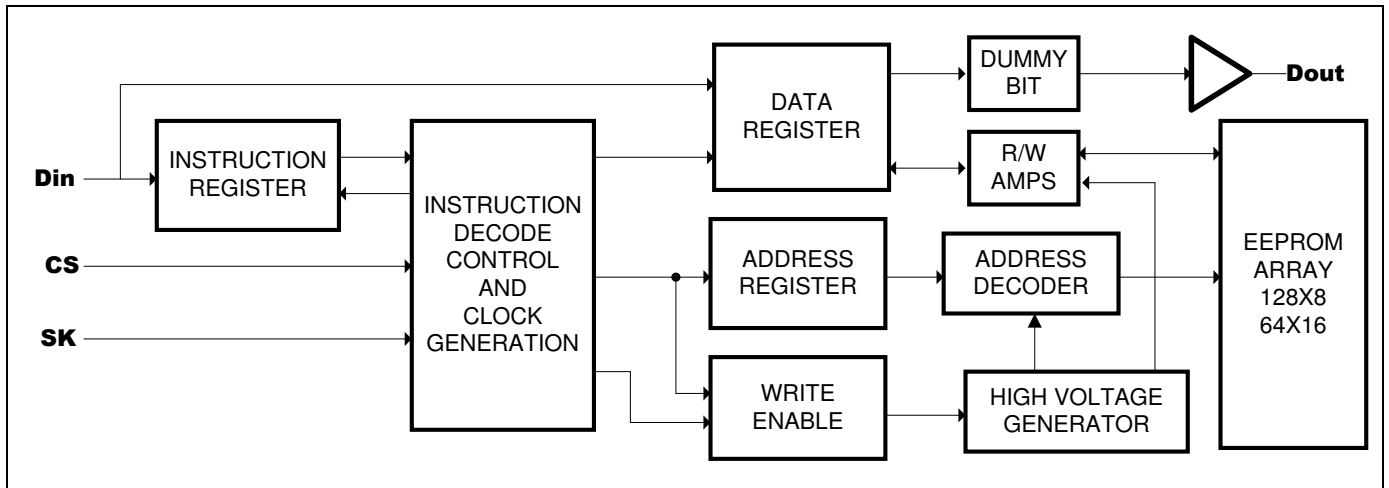 DUMMY
BIT
Dout
DATA
REGISTER
INSTRUCTION
REGISTER
Din
R/W
AMPS
INSTRUCTION
DECODE
CONTROL
AND
CLOCK
GENERATION
CS
SK
ADDRESS
REGISTER
ADDRESS
DECODER
EEPROM
ARRAY
128X8
64X16
WRITE
ENABLE
HIGH VOLTAGE
GENERATOR